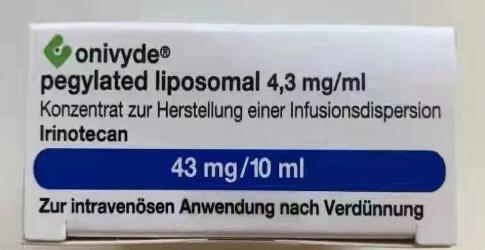 onivyde®
pegylated liposomal 4,3 mg/ml
Konzentrat zur Herstellung einer Infusionsdispersion
Irinotecan
43 mg/10 ml
Zur intravenösen Anwendung nach Verdünnung